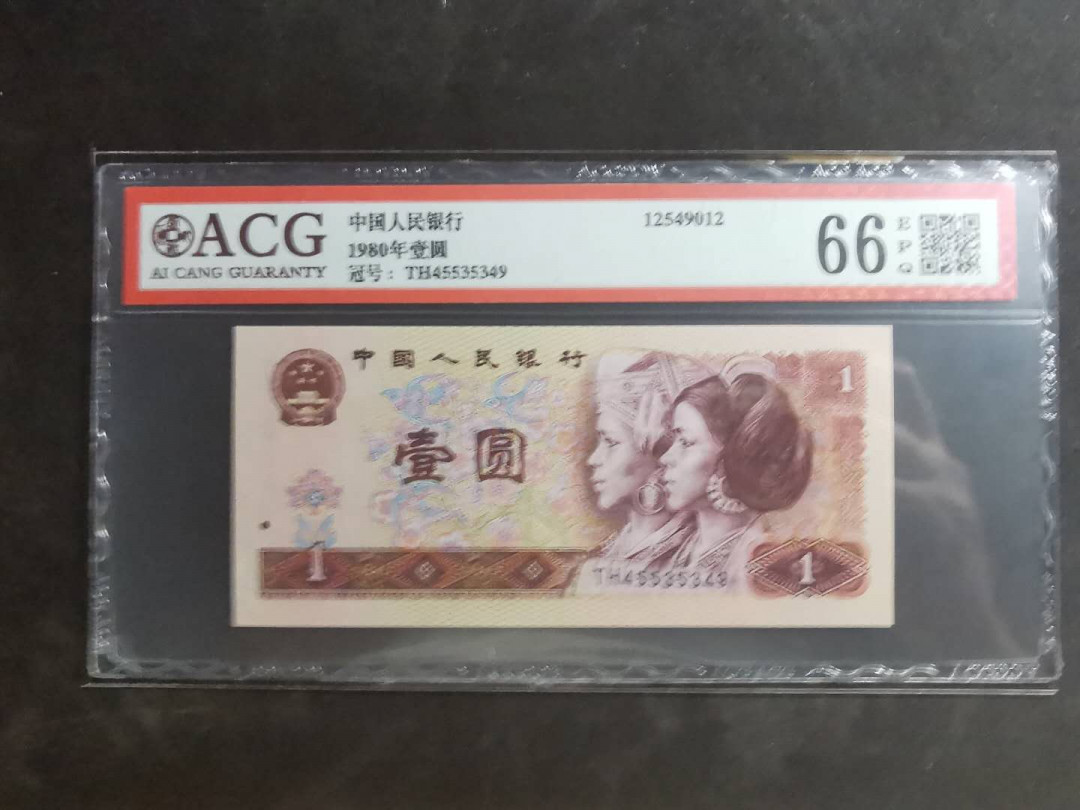 ACG
AI CANG GUARANTY
中国人民银行
1980年壹圆
冠号: TH45535349
12549012
66
EPQ
中国人民银行
壹圆
1
1
TH45535349
1